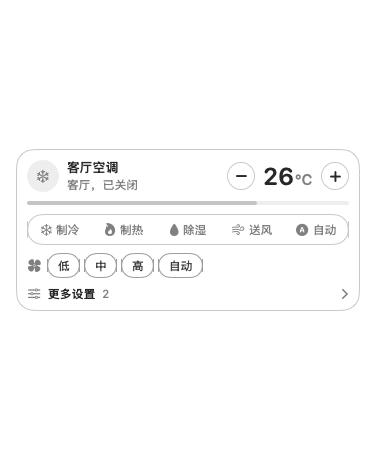 客厅空调
客厅，已关闭
− 26°C +
制冷 制热 除湿 送风 A 自动
低 中 高 自动
更多设置 2